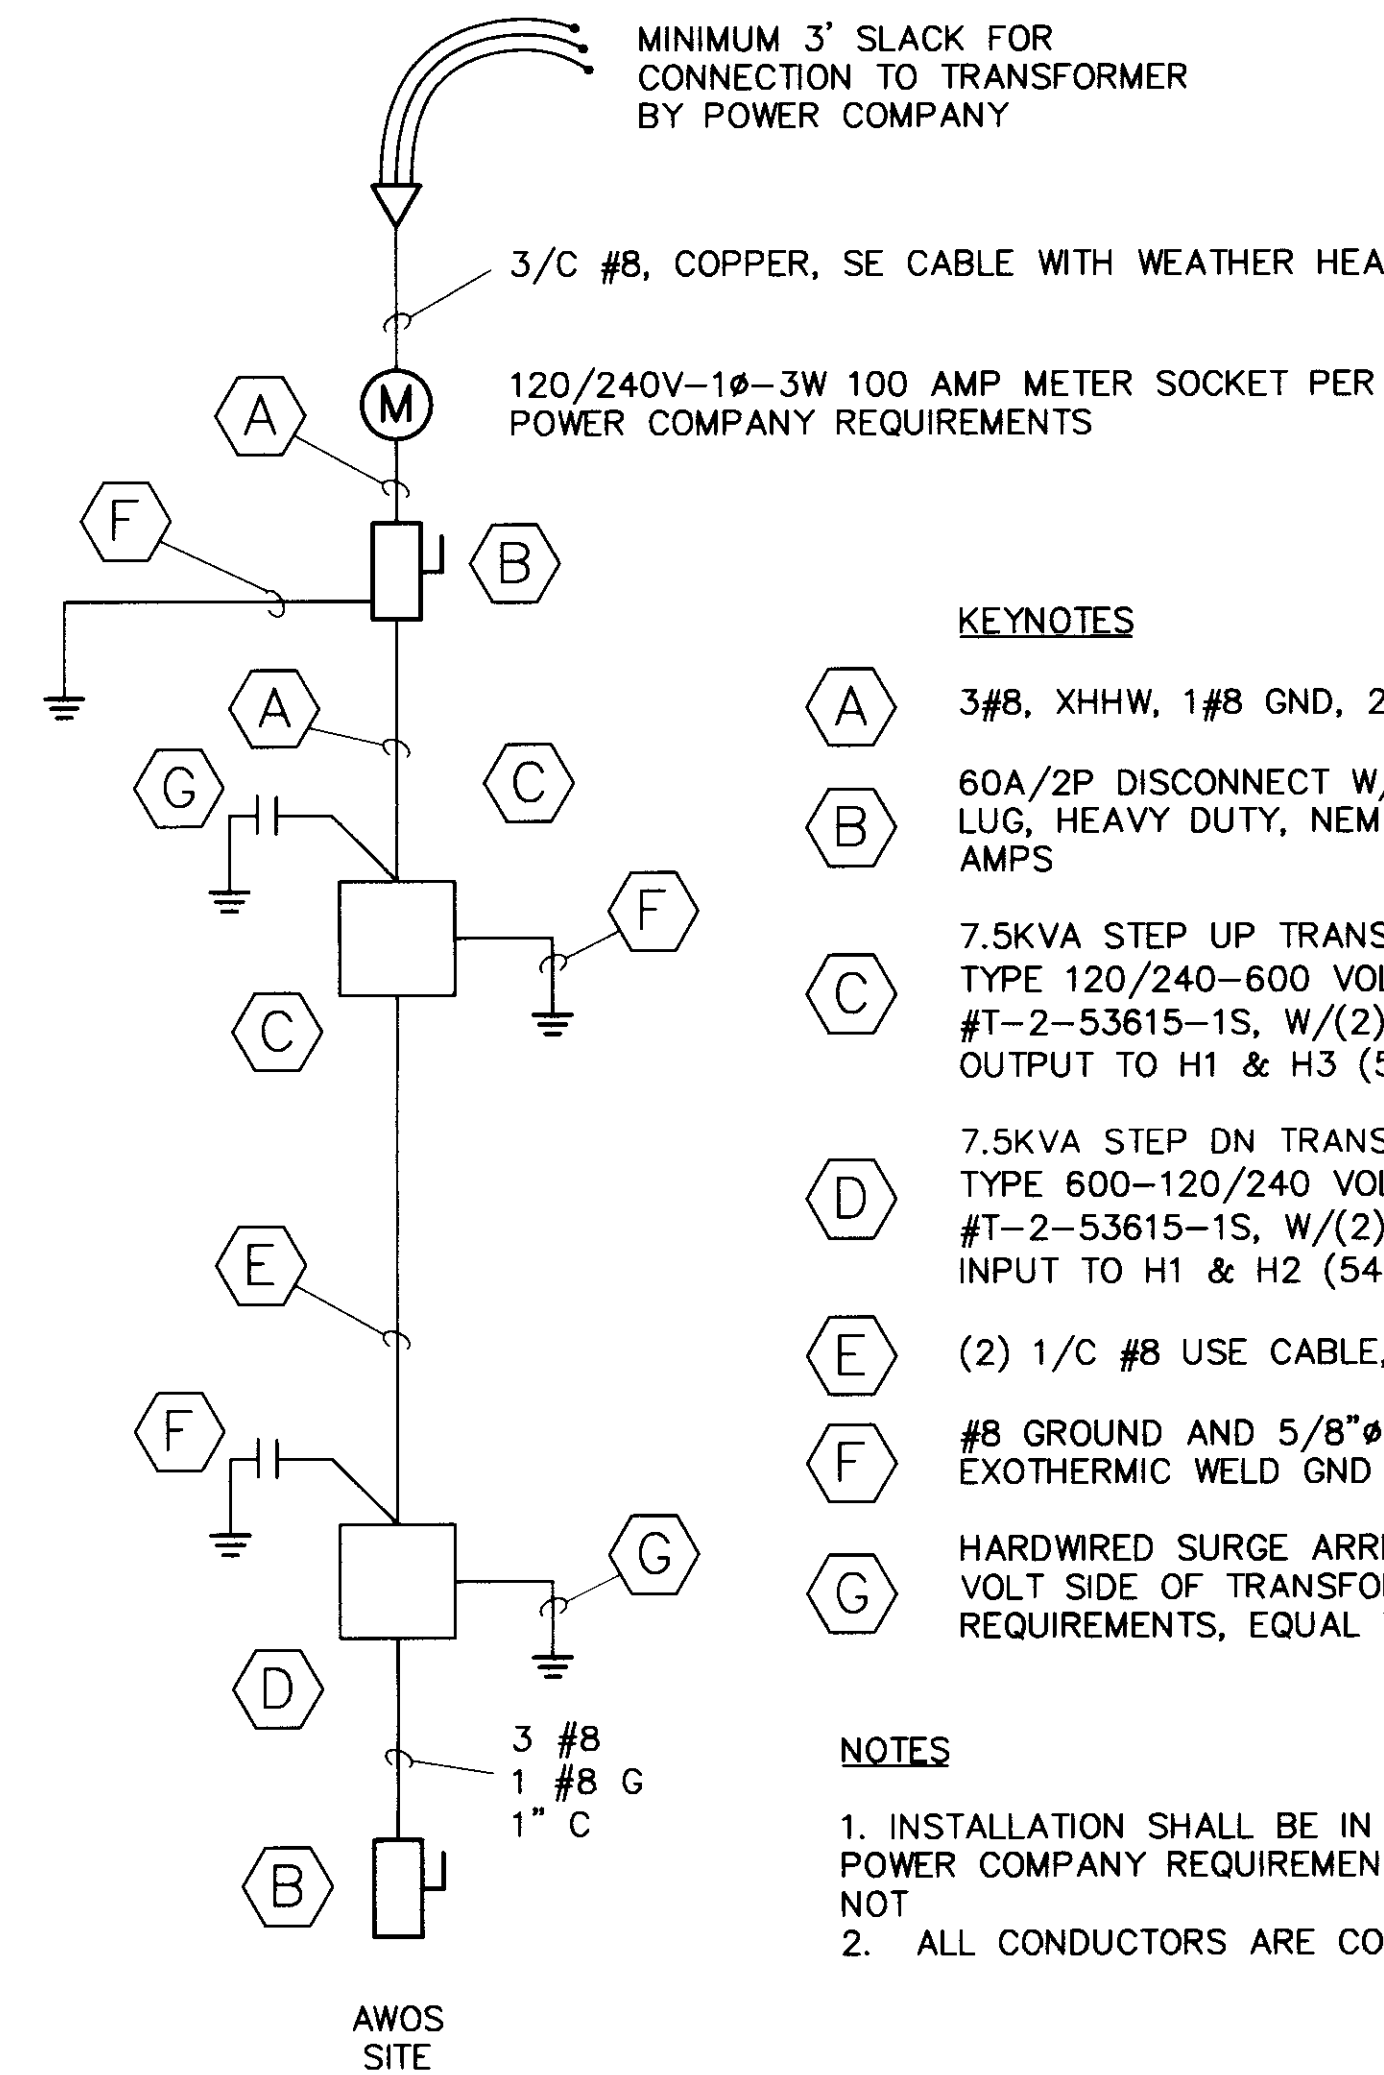 MINIMUM 3' SLACK FOR
CONNECTION TO TRANSFORMER
BY POWER COMPANY
3/C #8, COPPER, SE CABLE WITH WEATHER HEA
A
M
120/240V-1ø-3W 100 AMP METER SOCKET PER
POWER COMPANY REQUIREMENTS
F
B
A
G
C
F
C
E
F
G
D
3 #8
1 #8 G
1" C
B
AWOS
SITE
KEYNOTES
A
3#8, XHHW, 1#8 GND, 2
B
60A/2P DISCONNECT W/
LUG, HEAVY DUTY, NEM
AMPS
C
7.5KVA STEP UP TRANS
TYPE 120/240-600 VOL
#T-2-53615-1S, W/(2)
OUTPUT TO H1 & H3 (5
D
7.5KVA STEP DN TRANS
TYPE 600-120/240 VOL
#T-2-53615-1S, W/(2)
INPUT TO H1 & H2 (54
E
(2) 1/C #8 USE CABLE,
F
#8 GROUND AND 5/8"ø
EXOTHERMIC WELD GND
G
HARDWIRED SURGE ARR
VOLT SIDE OF TRANSFO
REQUIREMENTS, EQUAL
NOTES
1. INSTALLATION SHALL BE IN
POWER COMPANY REQUIREMEN
NOT
2. ALL CONDUCTORS ARE CO